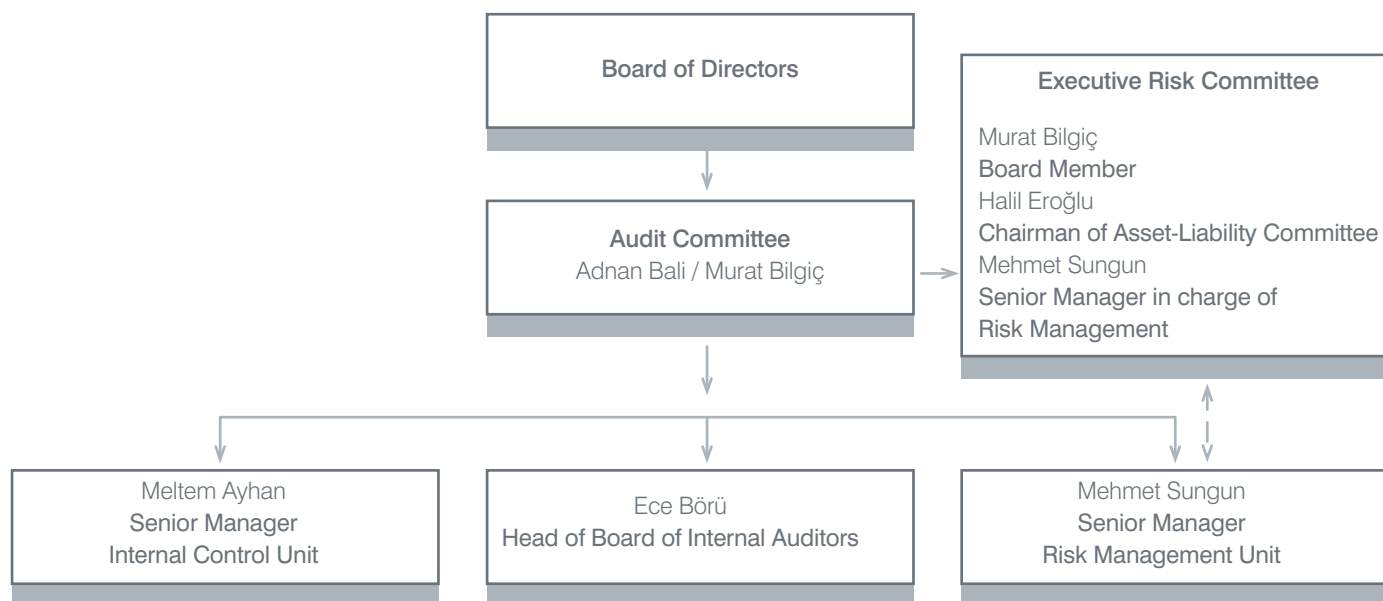 Board of Directors
Executive Risk Committee
Murat Bilgiç
Board Member
Halil Eroğlu
Chairman of Asset-Liability Committee
Mehmet Sungun
Senior Manager in charge of
Risk Management
Audit Committee
Adnan Bali / Murat Bilgiç
Meltem Ayhan
Senior Manager
Internal Control Unit
Ece Börü
Head of Board of Internal Auditors
Mehmet Sungun
Senior Manager
Risk Management Unit